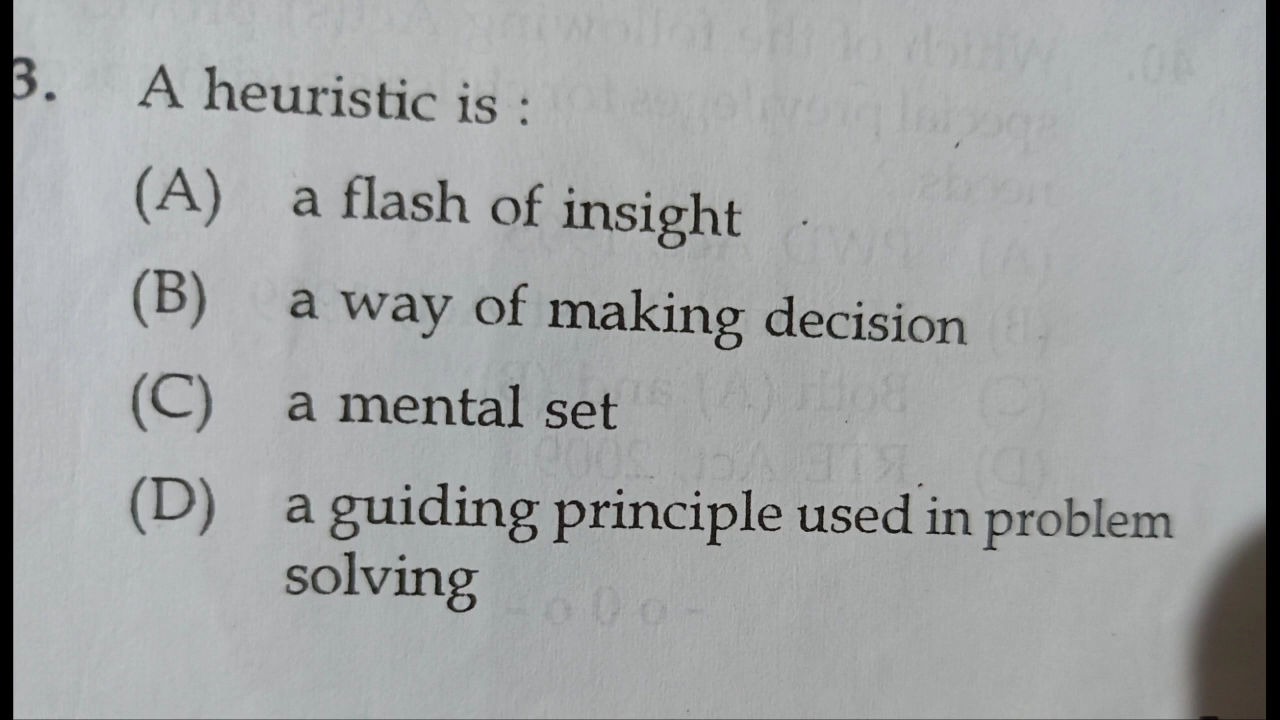 3. A heuristic is :
(A) a flash of insight
(B) a way of making decision
(C) a mental set
(D) a guiding principle used in problem
solving